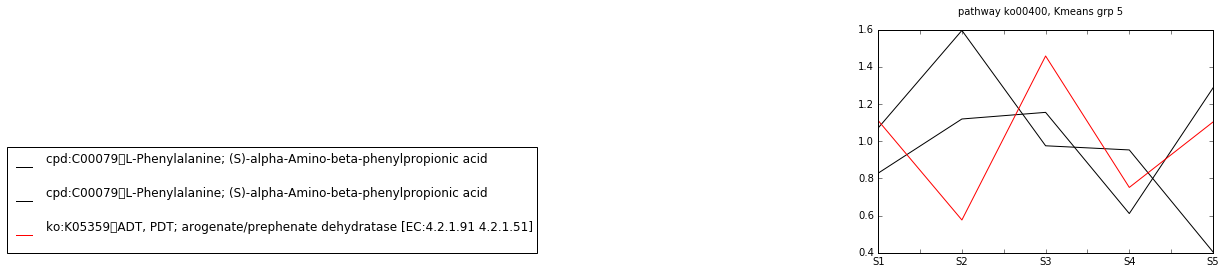 pathway ko00400, Kmeans grp 5
1.6
1.4
1.2
1.0
0.8
0.6
0.4
S1 S2 S3 S4 S5
cpd:C00079▯L-Phenylalanine; (S)-alpha-Amino-beta-phenylpropionic acid
cpd:C00079▯L-Phenylalanine; (S)-alpha-Amino-beta-phenylpropionic acid
ko:K05359▯ADT, PDT; arogenate/prephenate dehydratase [EC:4.2.1.91 4.2.1.51]